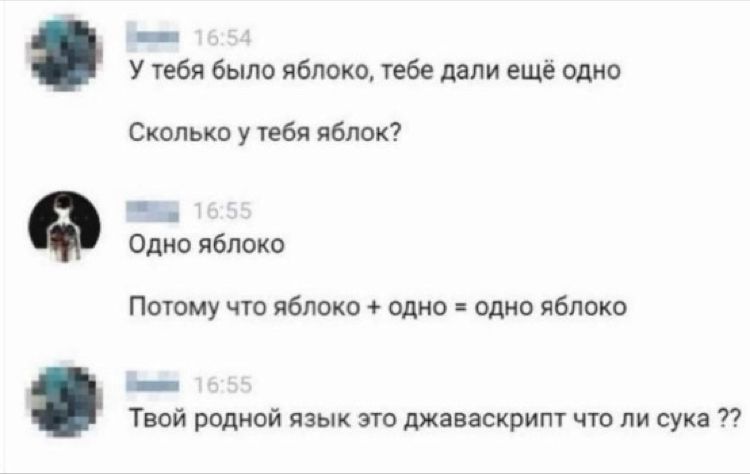 16:54
У тебя было яблоко, тебе дали ещё одно
Сколько у тебя яблок?
16:55
Одно яблоко
Потому что яблоко + одно = одно яблоко
16:55
Твой родной язык это джаваскрипт что ли сука ??